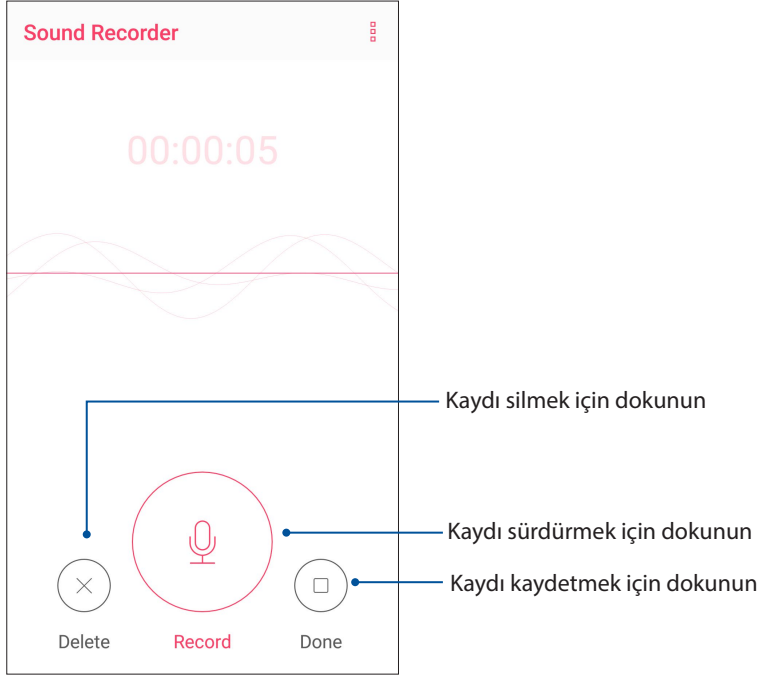 Sound Recorder
00:00:05
Kaydı silmek için dokunun
Kaydı sürdürmek için dokunun
Kaydı kaydetmek için dokunun
Delete
Record
Done